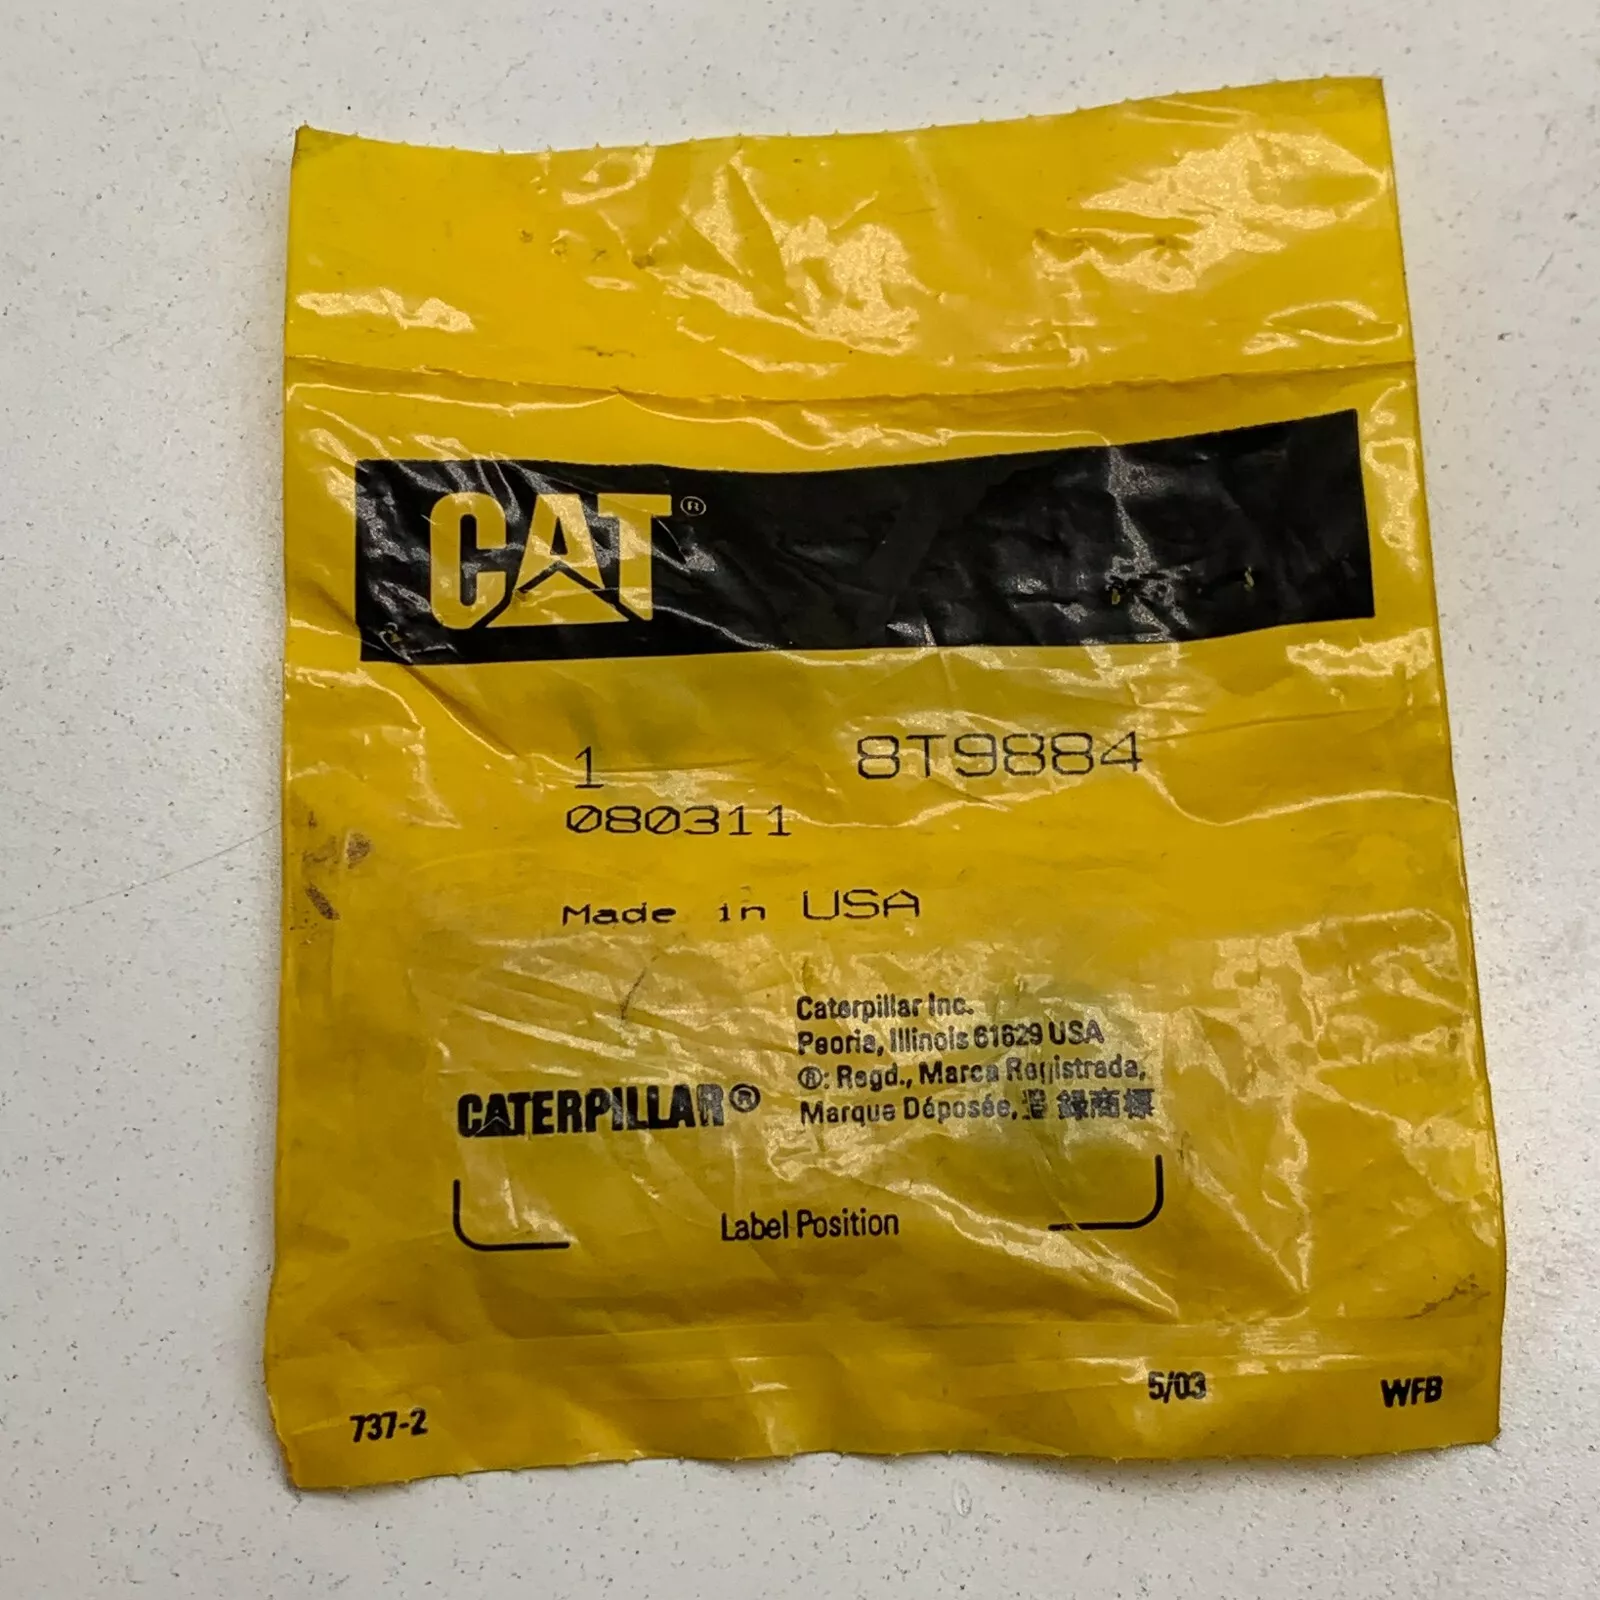 CAT®
1 8T9884
080311
Made in USA
Caterpillar Inc.
Peoria, Illinois 61629 USA
®: Regd., Marca Registrada,
CATERPILLAR® Marque Déposée, 登録商標
Label Position
737-2 5/03 WFB